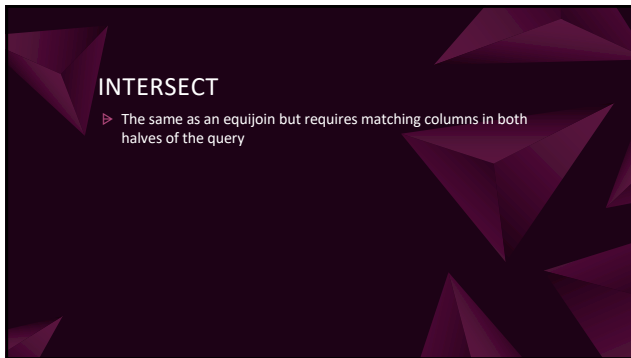 INTERSECT
The same as an equijoin but requires matching columns in both
halves of the query